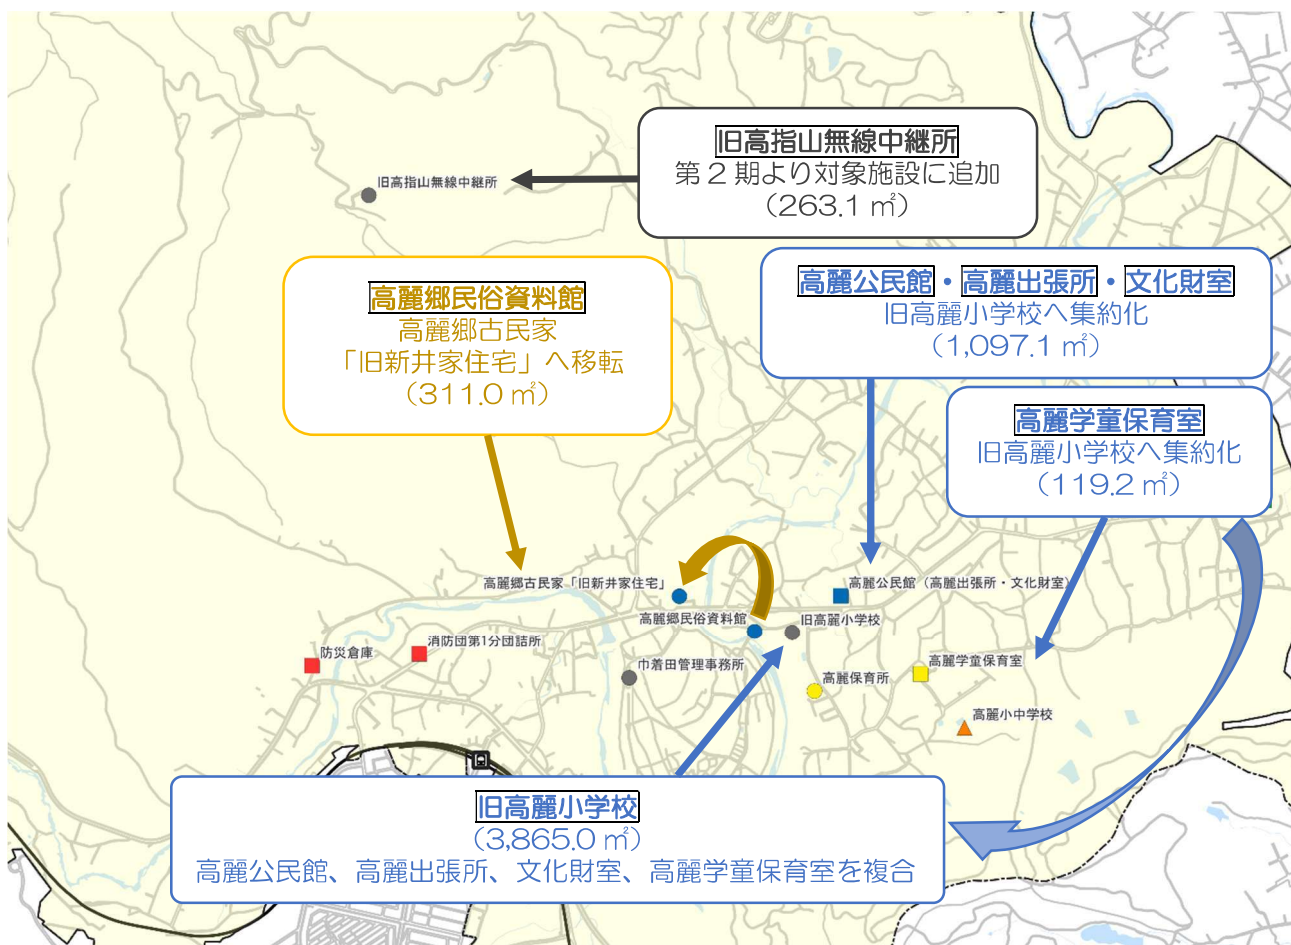 旧高指山無線中継所
第２期より対象施設に追加
（263.1 ㎡）
旧高指山無線中継所
高麗公民館・高麗出張所・文化財室
旧高麗小学校へ集約化
（1,097.1 ㎡）
高麗郷民俗資料館
高麗郷古民家
「旧新井家住宅」へ移転
（311.0 ㎡）
高麗学童保育室
旧高麗小学校へ集約化
（119.2 ㎡）
高麗郷古民家「旧新井家住宅」
高麗公民館（高麗出張所・文化財室）
高麗郷民俗資料館
旧高麗小学校
消防団第1分団詰所
防災倉庫
巾着田管理事務所
高麗保育所
高麗学童保育室
高麗小中学校
旧高麗小学校
（3,865.0 ㎡）
高麗公民館、高麗出張所、文化財室、高麗学童保育室を複合